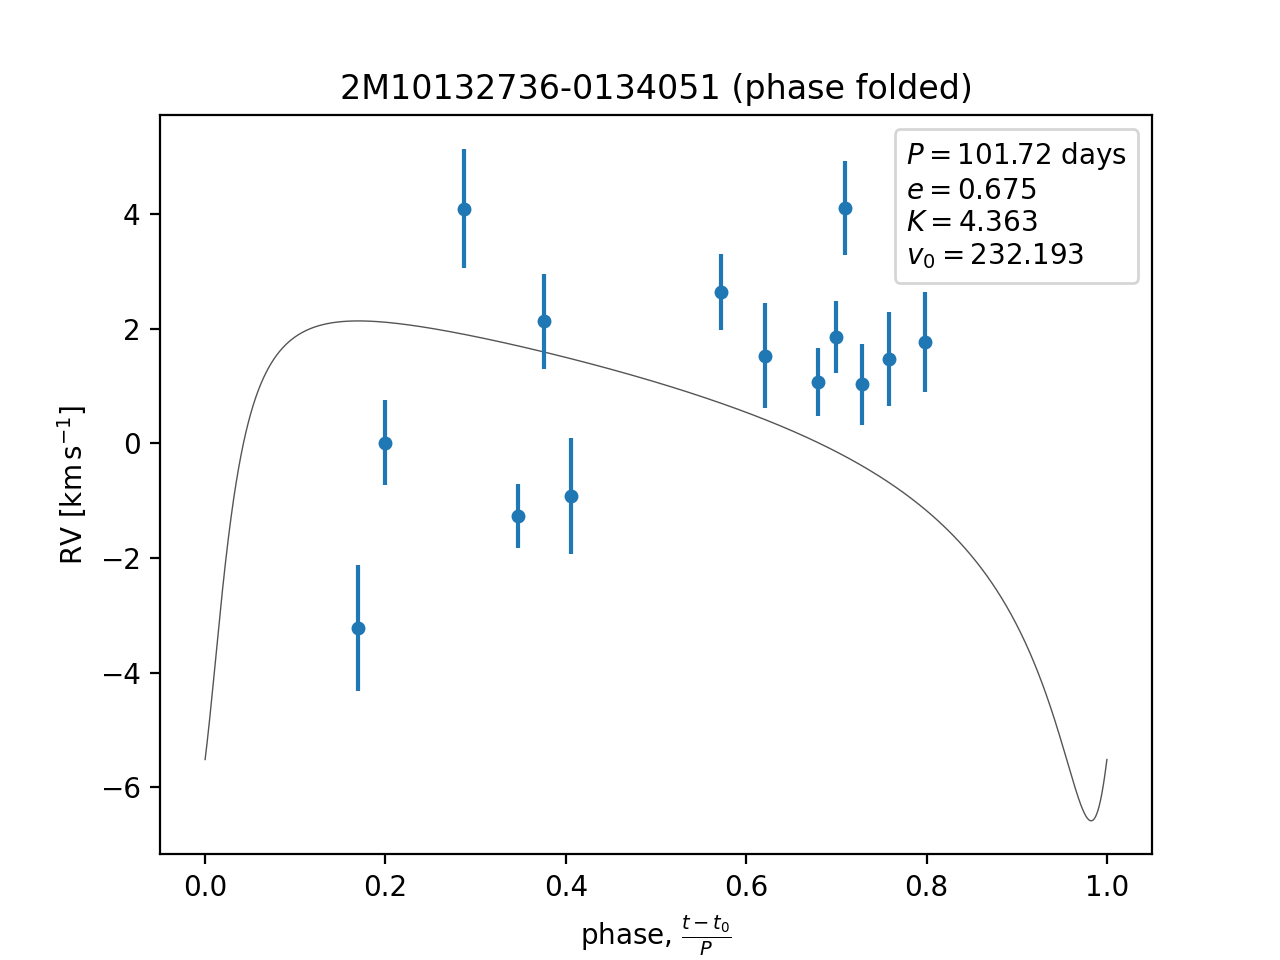 2M10132736-0134051 (phase folded)
P = 101.72 days
e = 0.675
K = 4.363
v₀ = 232.193
RV [km s⁻¹]
4
2
0
−2
−4
−6
0.0 0.2 0.4 0.6 0.8 1.0
phase, (t − t₀)/P